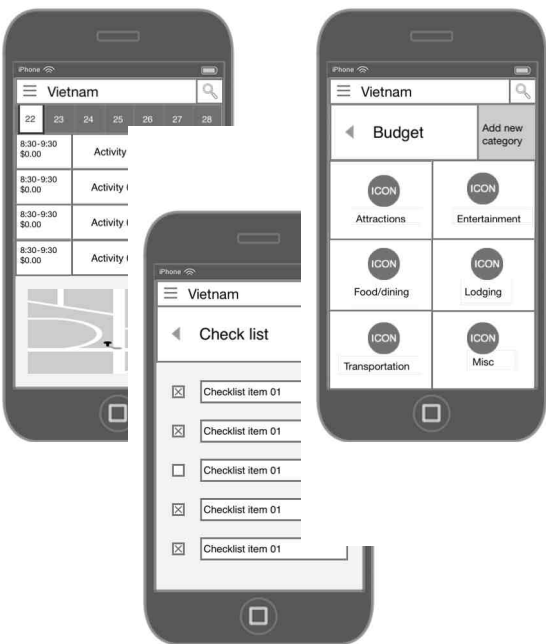 iPhone
Vietnam
22 23 24 25 26 27 28
8:30-9:30
$0.00
Activity
8:30-9:30
$0.00
Activity
8:30-9:30
$0.00
Activity
8:30-9:30
$0.00
Activity
iPhone
Vietnam
Check list
Checklist item 01
Checklist item 01
Checklist item 01
Checklist item 01
Checklist item 01
iPhone
Vietnam
Budget
Add new
category
ICON
Attractions
ICON
Entertainment
ICON
Food/dining
ICON
Lodging
ICON
Transportation
ICON
Misc